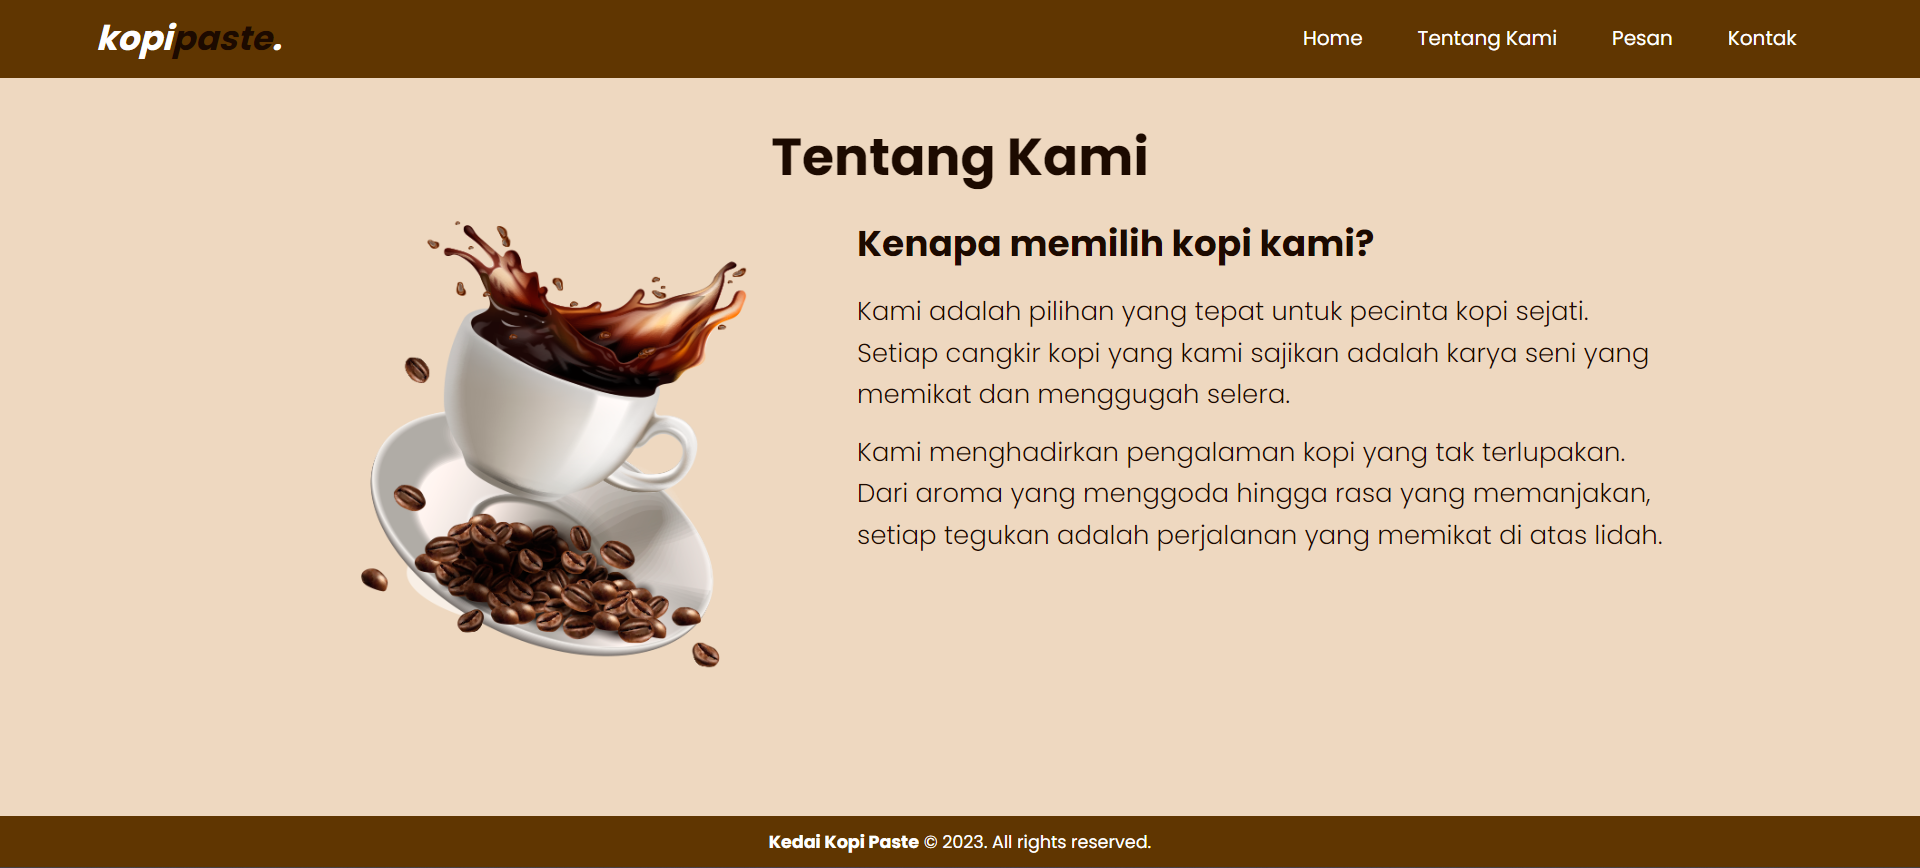 kopipaste.
Home Tentang Kami Pesan Kontak
Tentang Kami
Kenapa memilih kopi kami?
Kami adalah pilihan yang tepat untuk pecinta kopi sejati.
Setiap cangkir kopi yang kami sajikan adalah karya seni yang
memikat dan menggugah selera.
Kami menghadirkan pengalaman kopi yang tak terlupakan.
Dari aroma yang menggoda hingga rasa yang memanjakan,
setiap tegukan adalah perjalanan yang memikat di atas lidah.
Kedai Kopi Paste © 2023. All rights reserved.